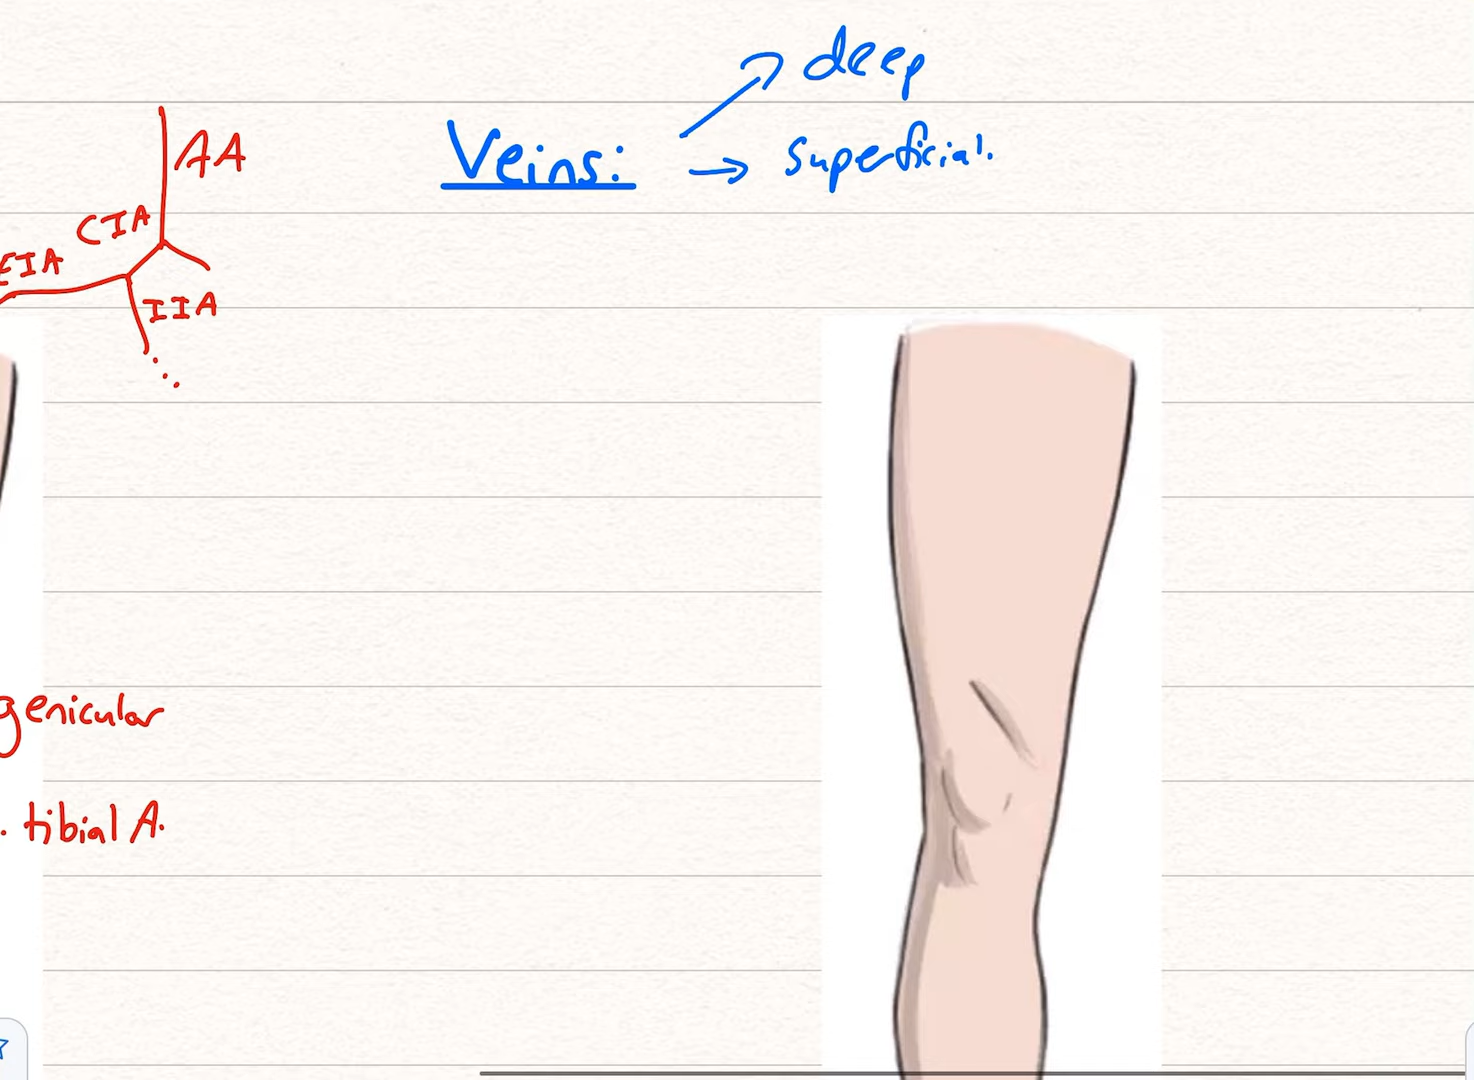 deep
Veins:
superficial.
AA
CIA
EIA
IIA
genicular
. tibial A.